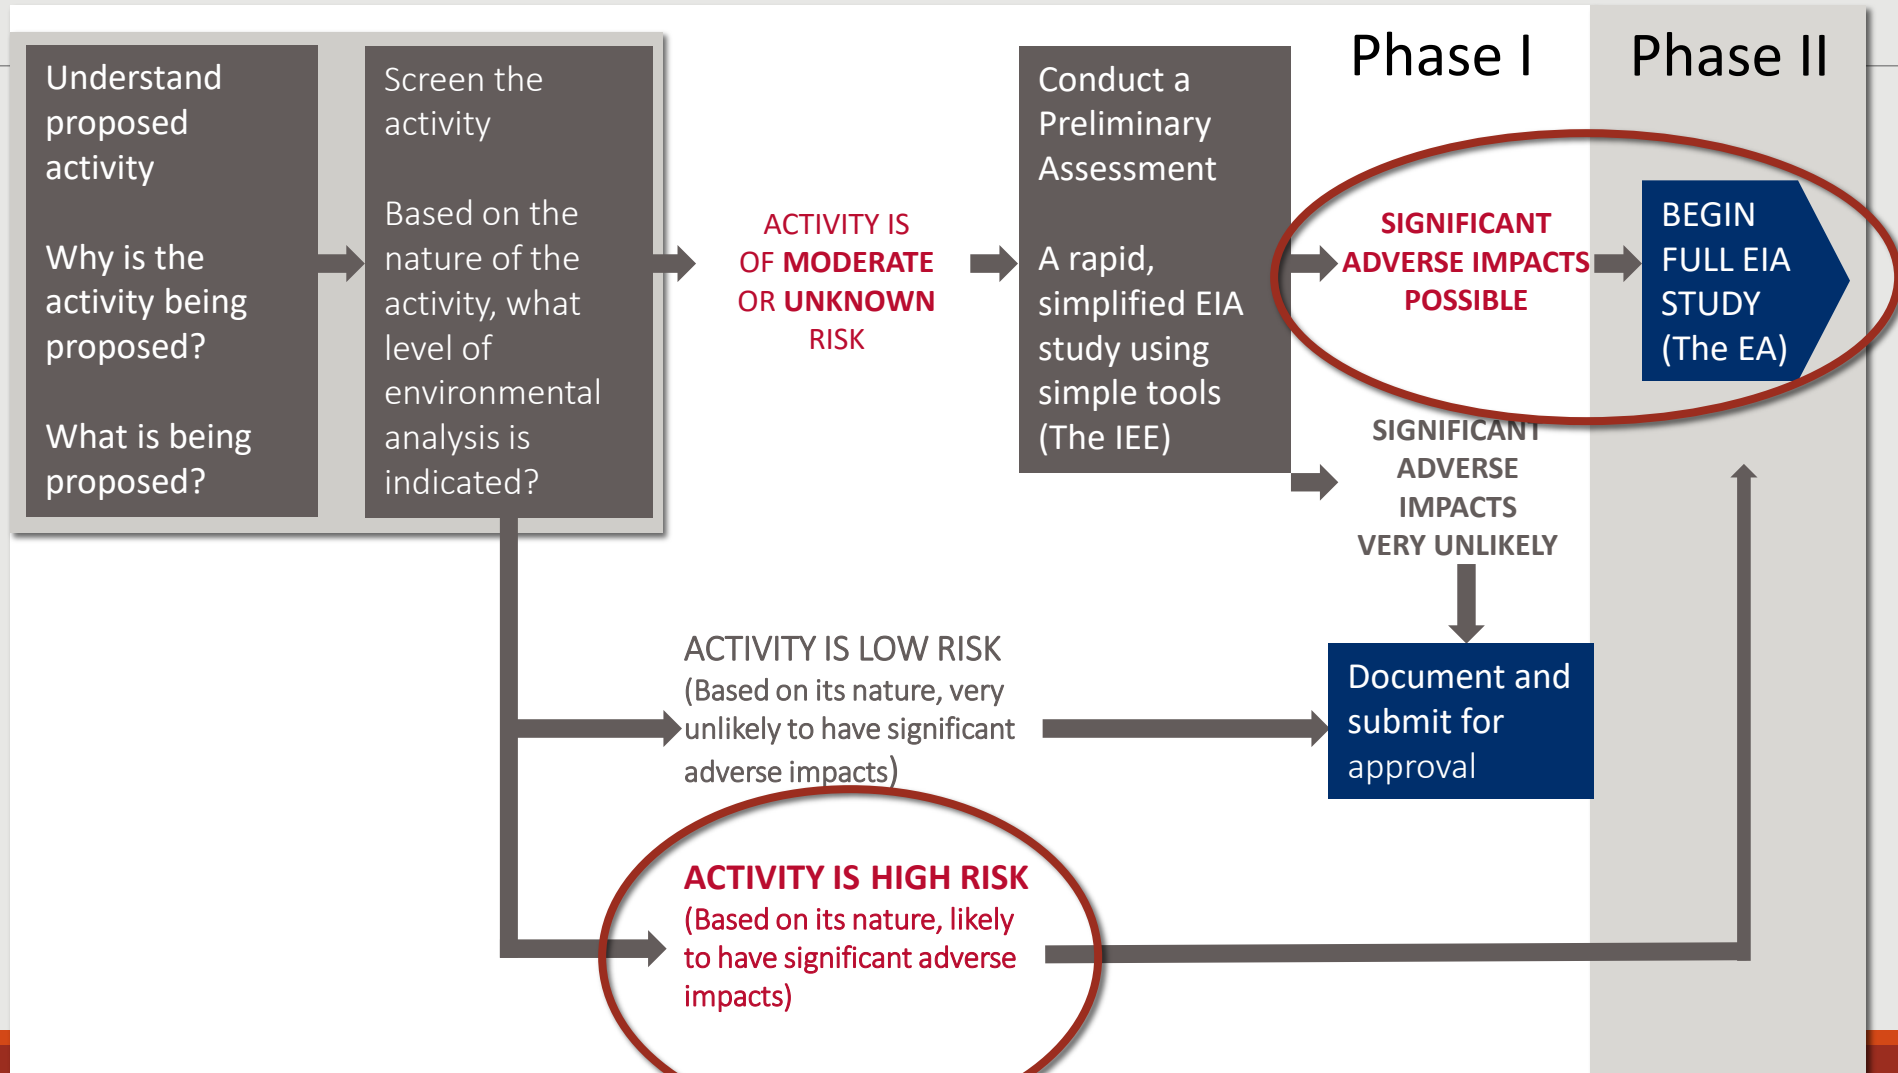 Phase I
Phase II
Understand
proposed
activity
Why is the
activity being
proposed?
What is being
proposed?
Screen the
activity
Based on the
nature of the
activity, what
level of
environmental
analysis is
indicated?
ACTIVITY IS
OF MODERATE
OR UNKNOWN
RISK
Conduct a
Preliminary
Assessment
A rapid,
simplified EIA
study using
simple tools
(The IEE)
SIGNIFICANT
ADVERSE IMPACTS
POSSIBLE
BEGIN
FULL EIA
STUDY
(The EA)
SIGNIFICANT
ADVERSE
IMPACTS
VERY UNLIKELY
ACTIVITY IS LOW RISK
(Based on its nature, very
unlikely to have significant
adverse impacts)
Document and
submit for
approval
ACTIVITY IS HIGH RISK
(Based on its nature, likely
to have significant adverse
impacts)